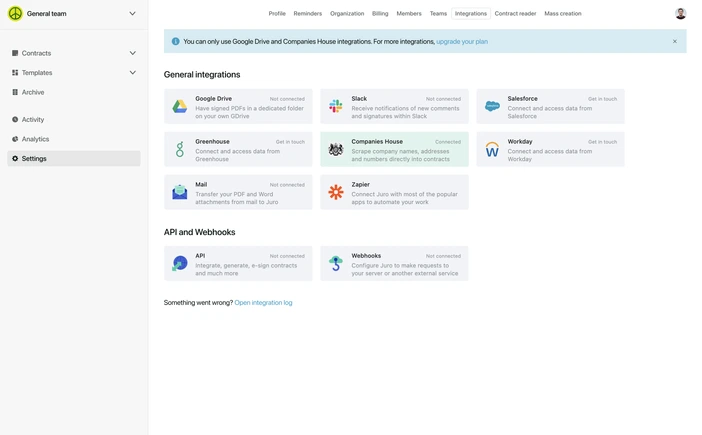 General team
Profile Reminders Organization Billing Members Teams Integrations Contract reader Mass creation
You can only use Google Drive and Companies House integrations. For more integrations, upgrade your plan
Contracts
Templates
Archive
Activity
Analytics
Settings
General integrations
Google Drive Not connected
Have signed PDFs in a dedicated folder
on your own GDrive
Slack Not connected
Receive notifications of new comments
and signatures within Slack
Salesforce Get in touch
Connect and access data from
Salesforce
Greenhouse Get in touch
Connect and access data from
Greenhouse
Companies House Connected
Scrape company names, addresses
and numbers directly into contracts
Workday Get in touch
Connect and access data from
Workday
Mail Not connected
Transfer your PDF and Word
attachments from mail to Juro
Zapier
Connect Juro with most of the popular
apps to automate your work
API and Webhooks
API Not connected
Integrate, generate, e-sign contracts
and much more
Webhooks Not connected
Configure Juro to make requests to
your server or another external service
Something went wrong? Open integration log